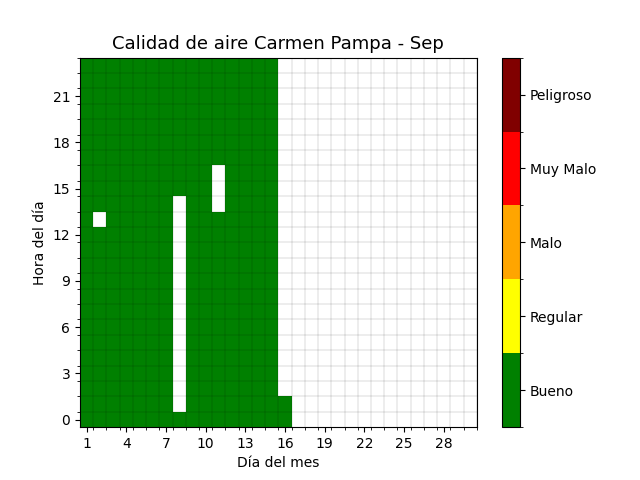 Calidad de aire Carmen Pampa - Sep
Hora del día
21
18
15
12
9
6
3
0
1 4 7 10 13 16 19 22 25 28
Día del mes
Peligroso
Muy Malo
Malo
Regular
Bueno